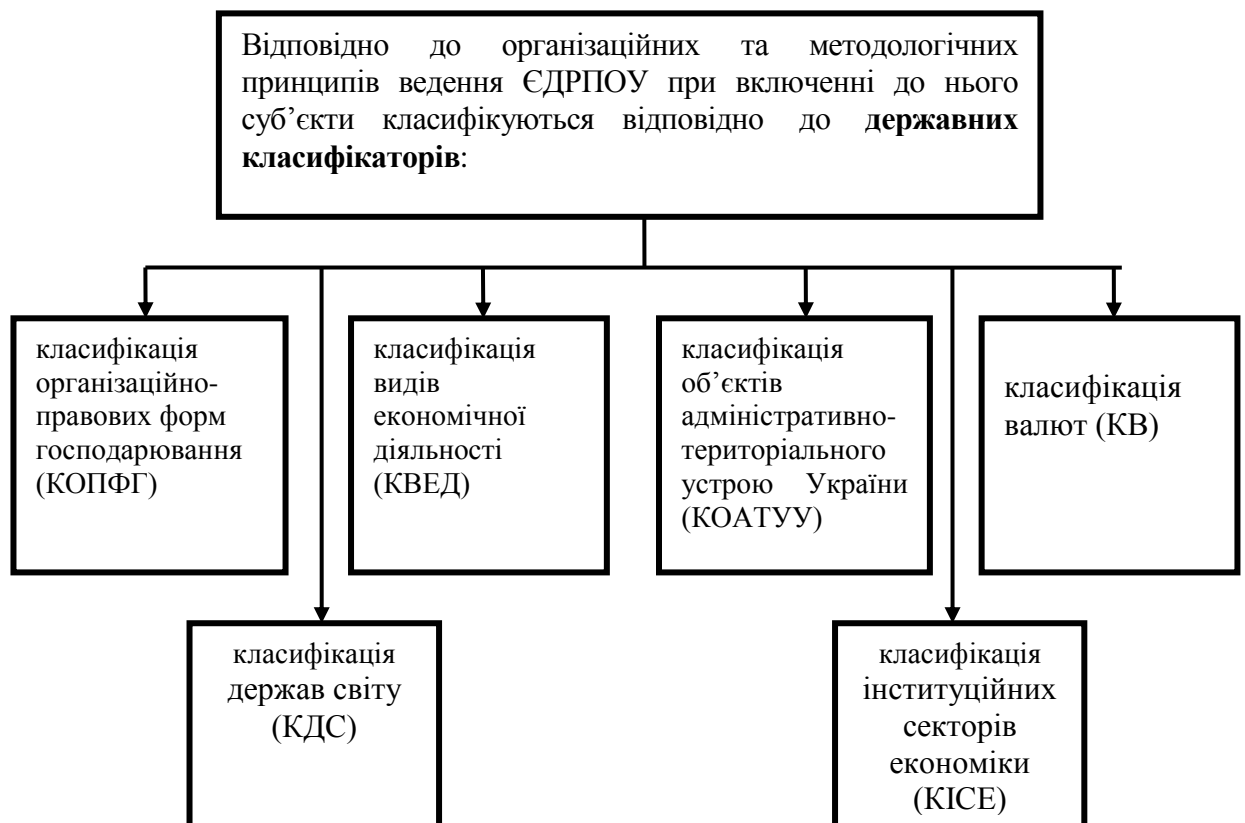 Відповідно до організаційних та методологічних
принципів ведення ЄДРПОУ при включенні до нього
суб’єкти класифікуються відповідно до державних
класифікаторів:
класифікація
організаційно-
правових форм
господарювання
(КОПФГ)
класифікація
видів
економічної
діяльності
(КВЕД)
класифікація
об’єктів
адміністративно-
територіального
устрою України
(КОАТУУ)
класифікація
валют (КВ)
класифікація
держав світу
(КДС)
класифікація
інституційних
секторів
економіки
(КІСЕ)